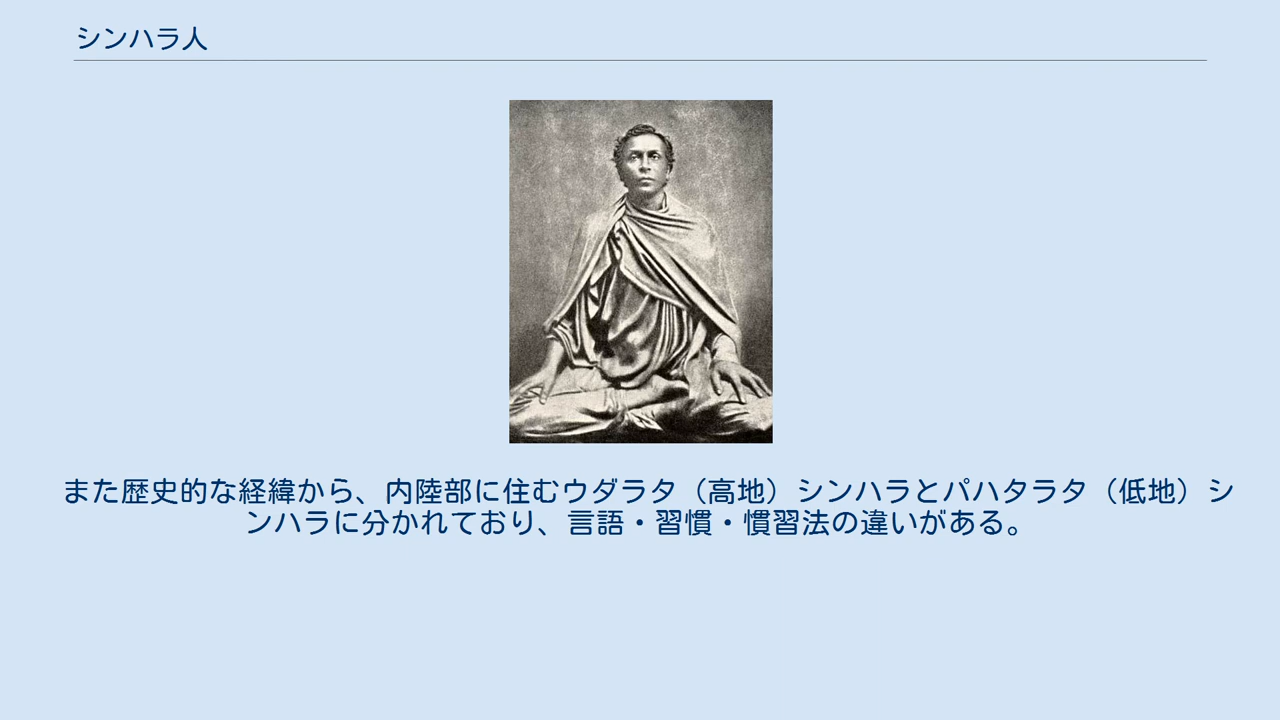 シンハラ人
また歴史的な経緯から、内陸部に住むウダラタ（高地）シンハラとパハタラタ（低地）シ
ンハラに分かれており、言語・習慣・慣習法の違いがある。